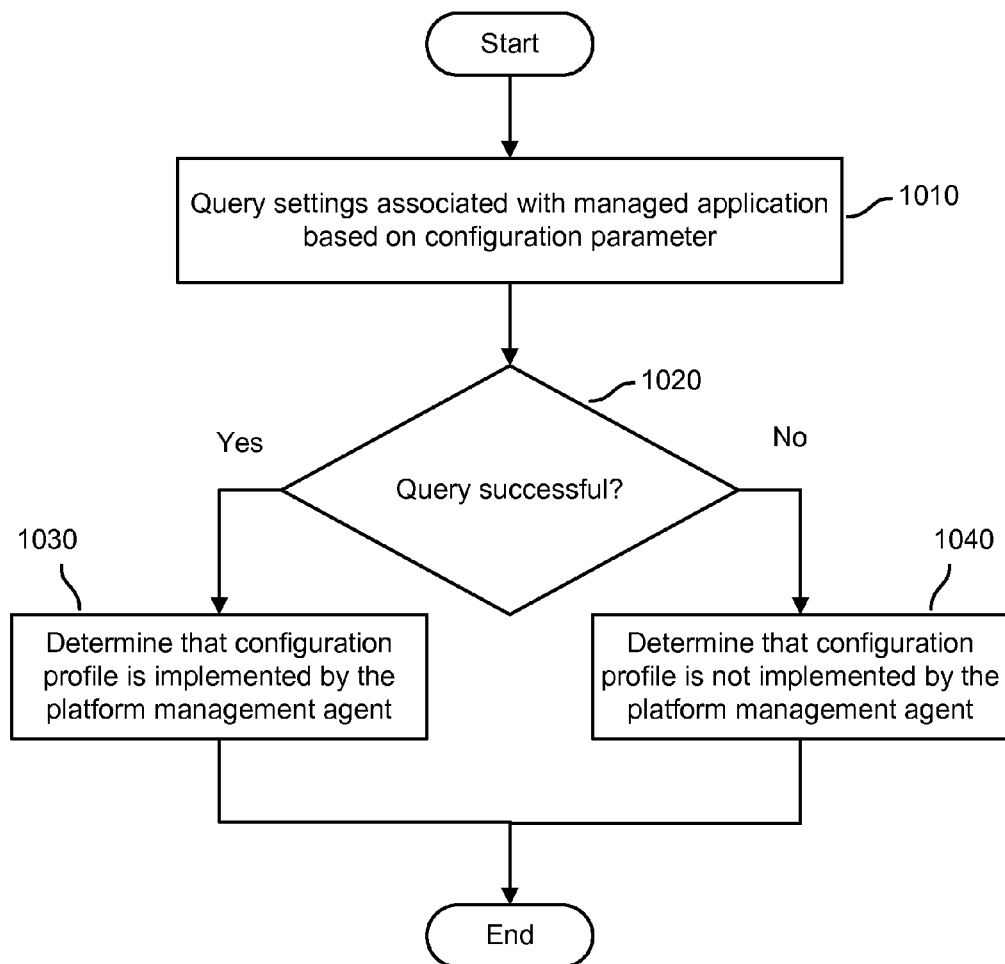 Start
Query settings associated with managed application
based on configuration parameter
1010
1020
Yes
No
Query successful?
1030
1040
Determine that configuration
profile is implemented by the
platform management agent
Determine that configuration
profile is not implemented by the
platform management agent
End